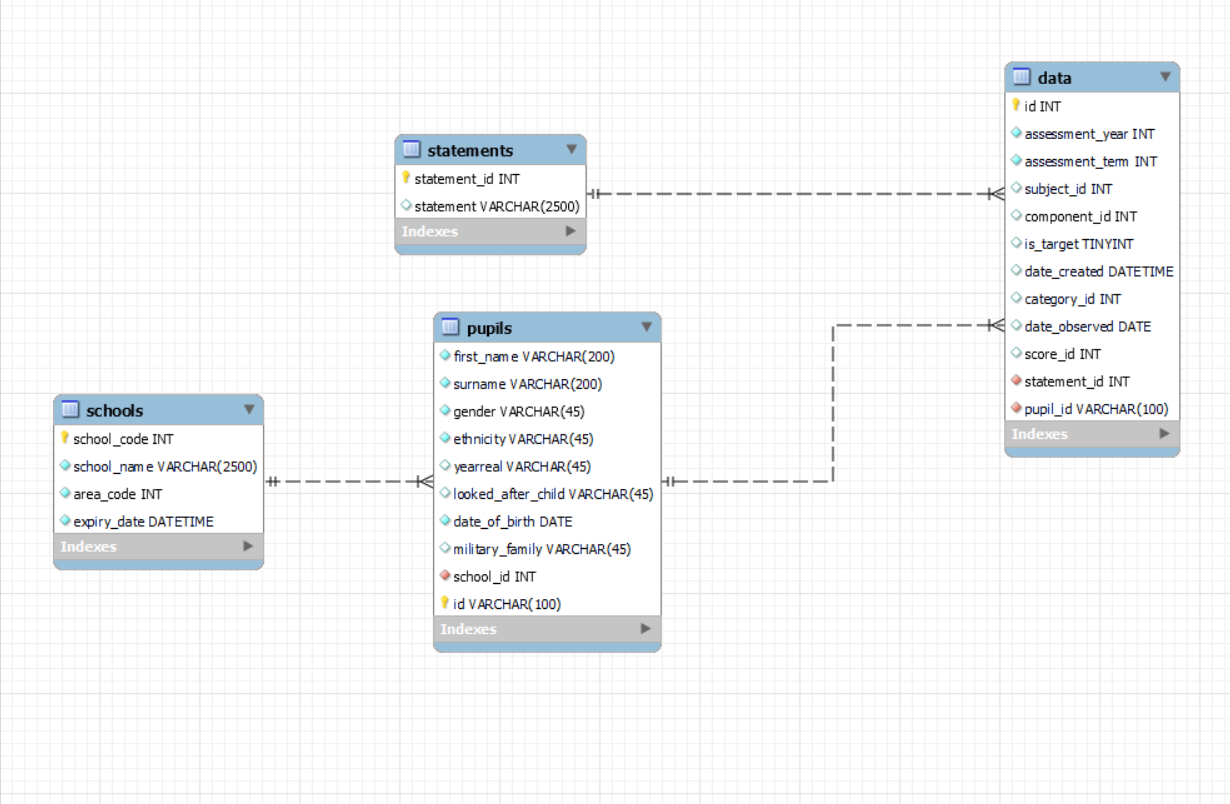 statements
statement_id INT
statement VARCHAR(2500)
Indexes
data
id INT
assessment_year INT
assessment_term INT
subject_id INT
component_id INT
is_target TINYINT
date_created DATETIME
category_id INT
date_observed DATE
score_id INT
statement_id INT
pupil_id VARCHAR(100)
Indexes
schools
school_code INT
school_name VARCHAR(2500)
area_code INT
expiry_date DATETIME
Indexes
pupils
first_name VARCHAR(200)
surname VARCHAR(200)
gender VARCHAR(45)
ethnicity VARCHAR(45)
yearreal VARCHAR(45)
looked_after_child VARCHAR(45)
date_of_birth DATE
military_family VARCHAR(45)
school_id INT
id VARCHAR(100)
Indexes